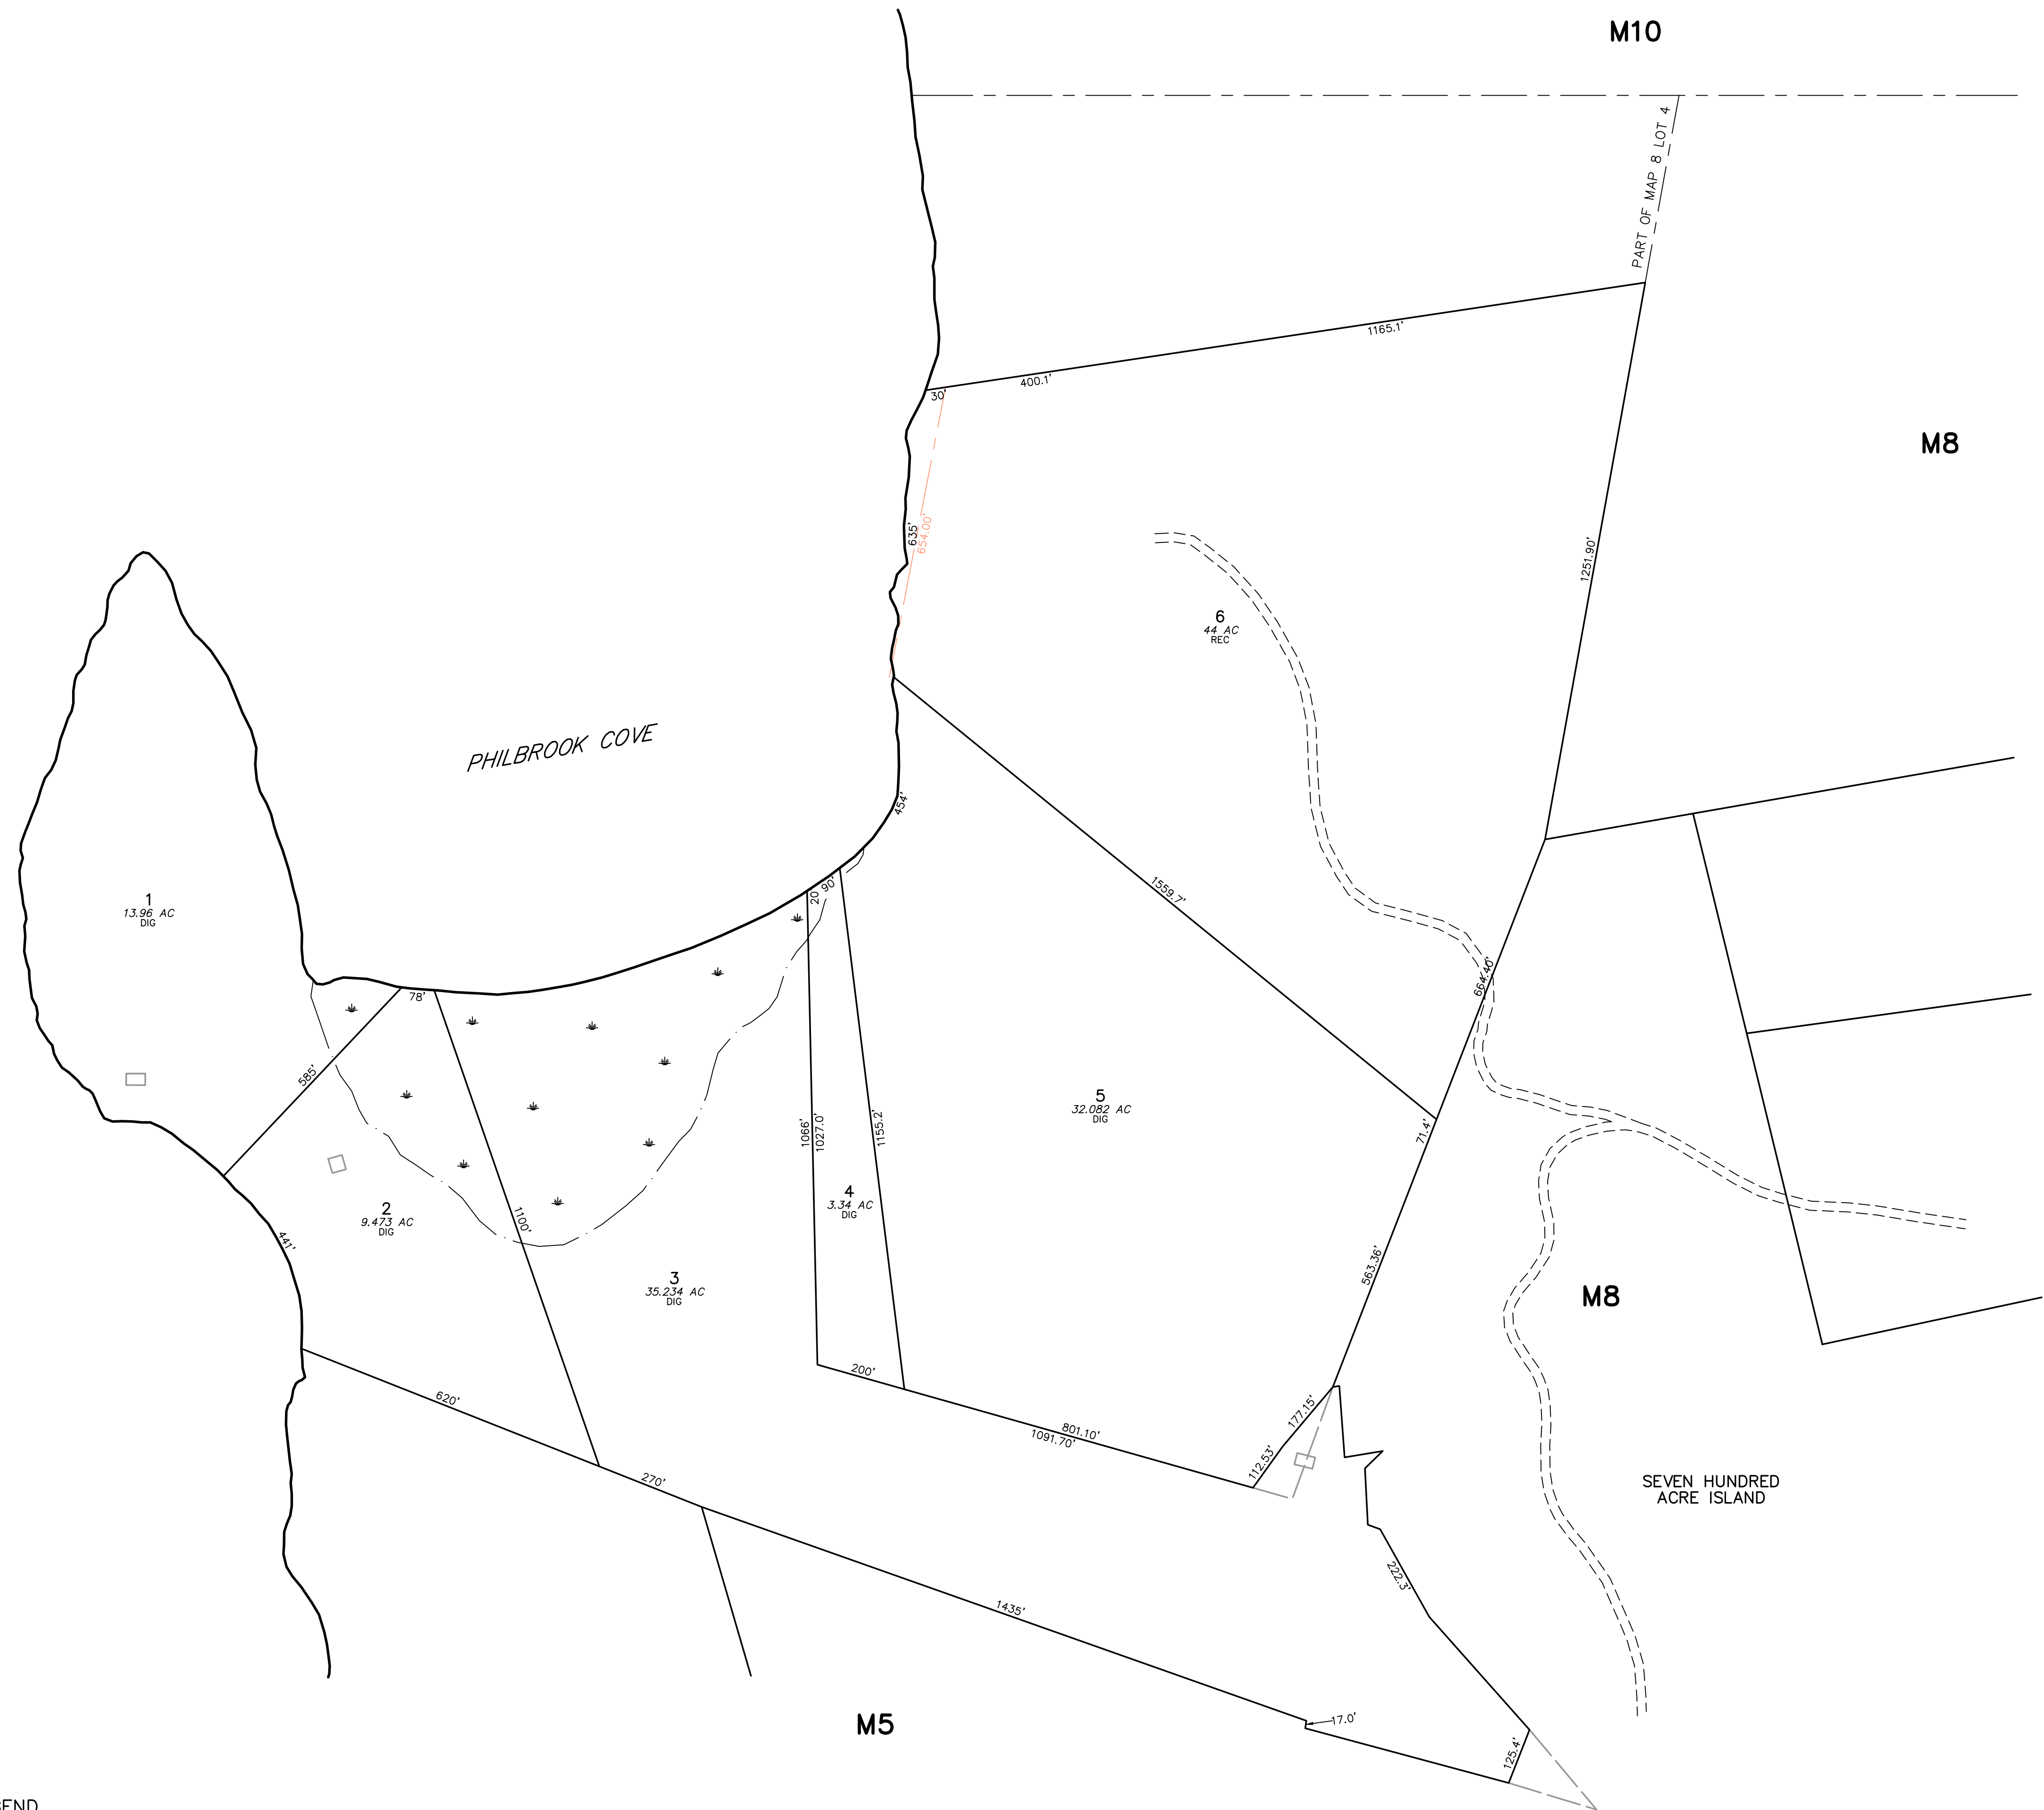 M10
PART OF MAP 8 LOT 4
1165.1'
400.1'
30'
M8
635'
654.00'
1251.90'
6
44 AC
REC
PHILBROOK COVE
454'
1
13.96 AC
DIG
20
90'
1559.7'
664.40'
78'
585'
1066'
1027.0'
1155.2'
5
32.082 AC
DIG
71.4'
4
3.34 AC
DIG
2
9.473 AC
DIG
1100'
441'
563.36'
3
35.234 AC
DIG
M8
200'
620'
177.15'
801.10'
1091.70'
112.53'
270'
SEVEN HUNDRED
ACRE ISLAND
222.3'
1435'
17.0'
M5
125.4'